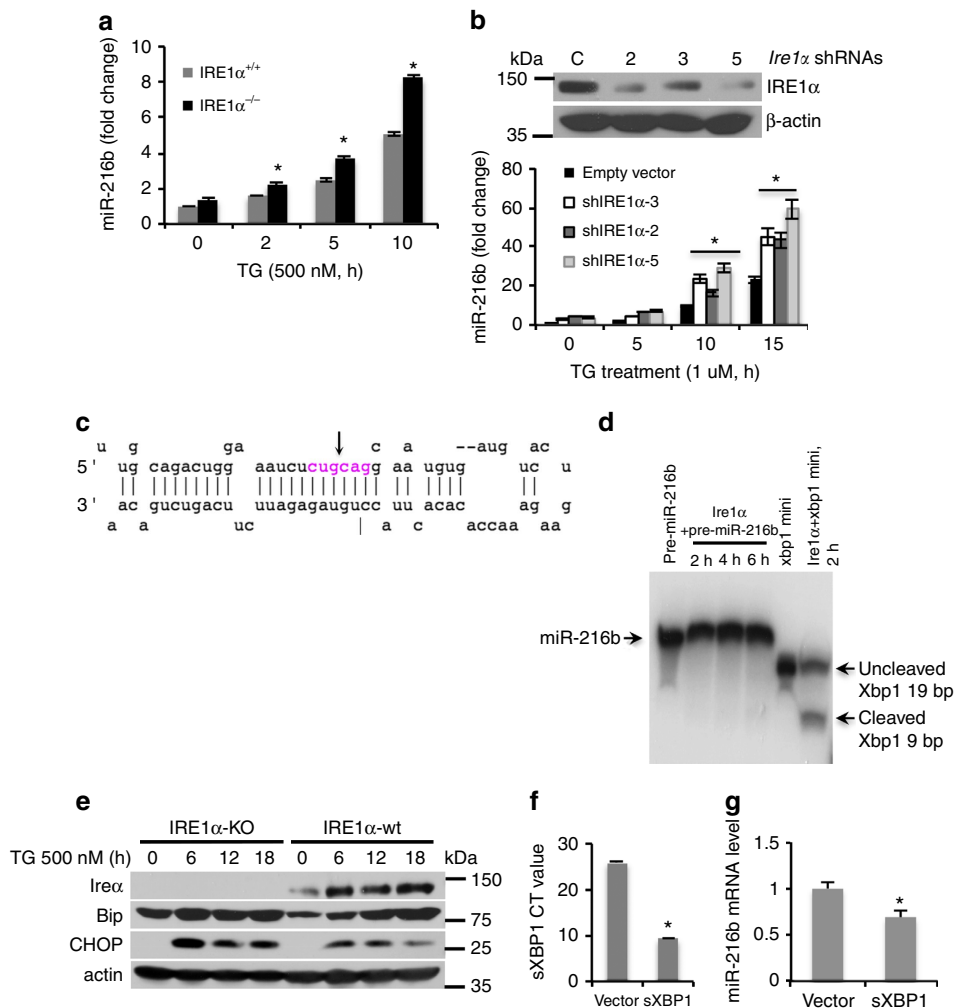 a
miR-216b (fold change)
10
8
6
4
2
0
IRE1α+/+
IRE1α−/−
*
*
*
0 2 5 10
TG (500 nM, h)
b
kDa C 2 3 5 Ire1α shRNAs
150 IRE1α
35 β-actin
miR-216b (fold change)
80
60
40
20
0
Empty vector
shIRE1α-3
shIRE1α-2
shIRE1α-5
*
*
0 5 10 15
TG treatment (1 uM, h)
c
u g ga c a --aug ac
5' ug cagacugg aaucucugcagg aa ugug uc u
3' ac gucugacu uuagagaugucc uu acac ag g
a a uc a c accaa aa
d
Pre-miR-216b
Ire1α
+pre-miR-216b
2 h 4 h 6 h
xbp1 mini
Ire1α+xbp1 mini,
2 h
miR-216b
Uncleaved
Xbp1 19 bp
Cleaved
Xbp1 9 bp
e
IRE1α-KO IRE1α-wt
TG 500 nM (h) 0 6 12 18 0 6 12 18 kDa
Ireα 150
Bip 75
CHOP 25
actin 35
f
sXBP1 CT value
30
20
10
0
*
Vector sXBP1
g
miR-216b mRNA level
1.5
1
0.5
0
*
Vector sXBP1